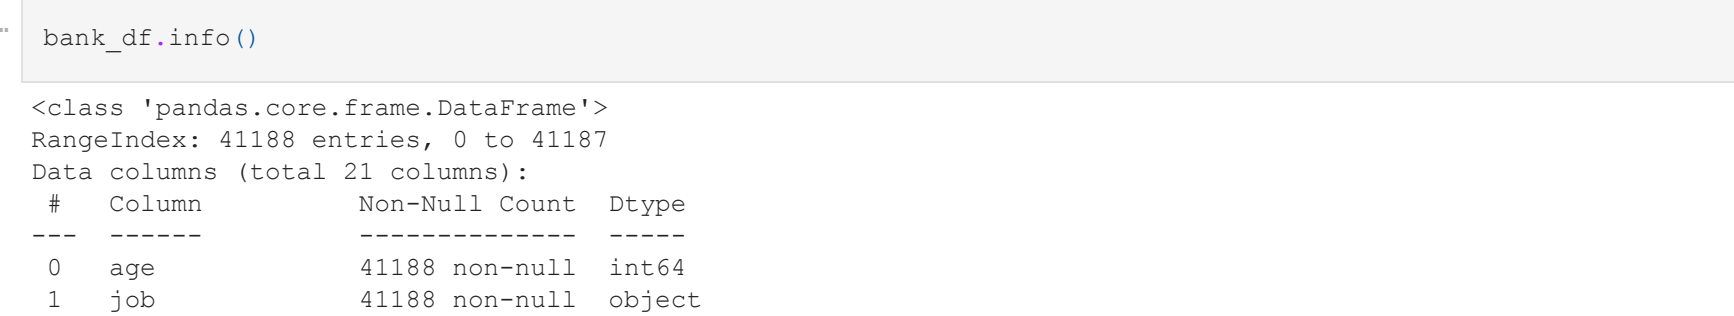 bank_df.info()
<class 'pandas.core.frame.DataFrame'>
RangeIndex: 41188 entries, 0 to 41187
Data columns (total 21 columns):
 #   Column          Non-Null Count  Dtype
---  ------          --------------  -----
 0   age             41188 non-null  int64
 1   job             41188 non-null  object